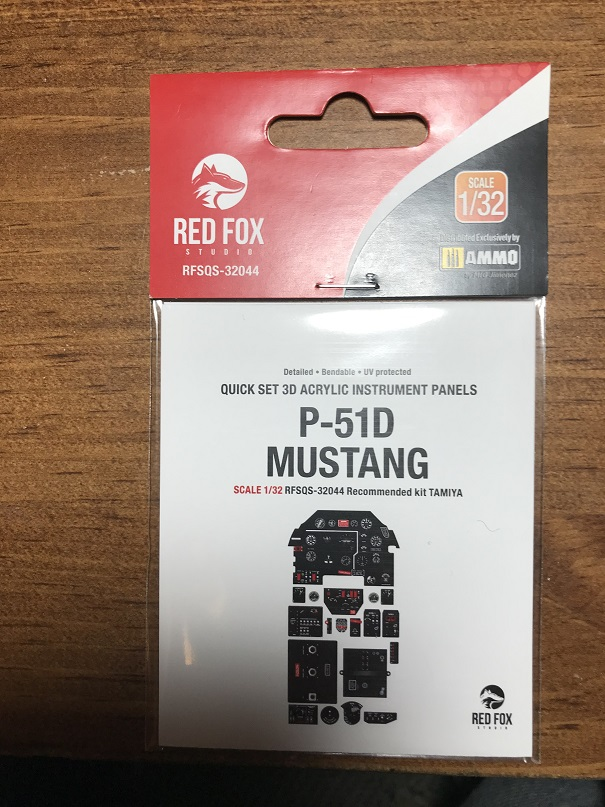 RED FOX
STUDIO
RFSQS-32044
SCALE
1/32
Distributed Exclusively by
AMMO
Detailed • Bendable • UV protected
QUICK SET 3D ACRYLIC INSTRUMENT PANELS
P-51D
MUSTANG
SCALE 1/32 RFSQS-32044 Recommended kit TAMIYA
RED FOX
STUDIO